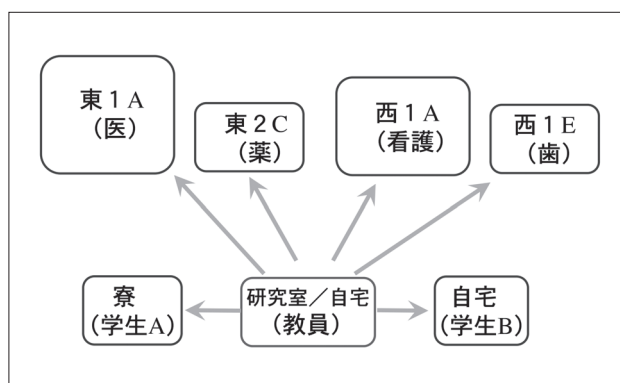 東1A
(医)
東2C
(薬)
西1A
(看護)
西1E
(歯)
寮
(学生A)
研究室/自宅
(教員)
自宅
(学生B)